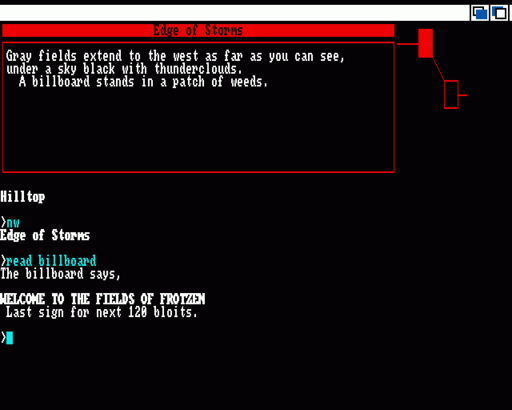 Edge of Storms
Gray fields extend to the west as far as you can see,
under a sky black with thunderclouds.
A billboard stands in a patch of weeds.
Hilltop
>nw
Edge of Storms
>read billboard
The billboard says,
WELCOME TO THE FIELDS OF FROTZEN
Last sign for next 120 bloits.
>